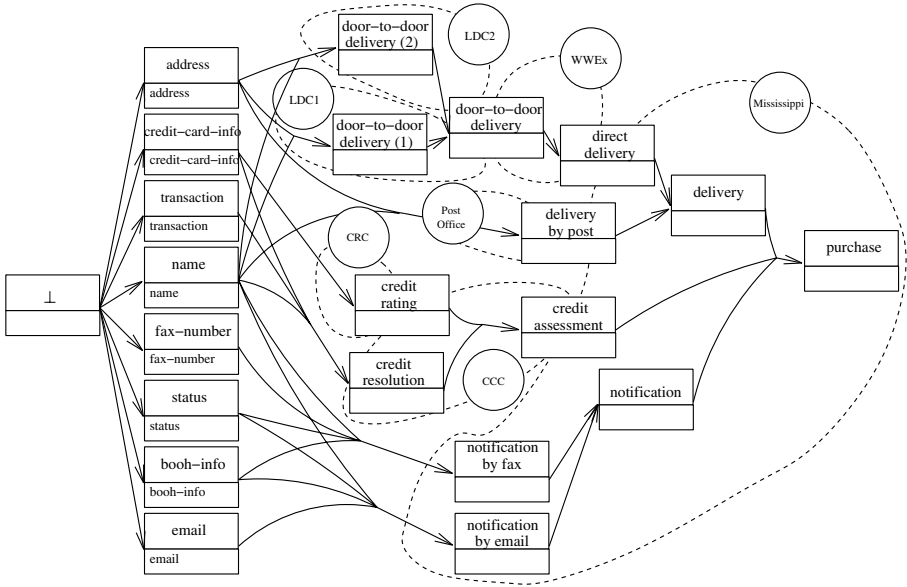 ⊥
address
address
credit-card-info
credit-card-info
transaction
transaction
name
name
fax-number
fax-number
status
status
booh-info
booh-info
email
email
door-to-door
delivery (2)
LDC2
WWEx
Mississippi
LDC1
door-to-door
delivery (1)
door-to-door
delivery
direct
delivery
Post
Office
delivery
by post
delivery
purchase
CRC
credit
rating
credit
assessment
credit
resolution
CCC
notification
notification
by fax
notification
by email